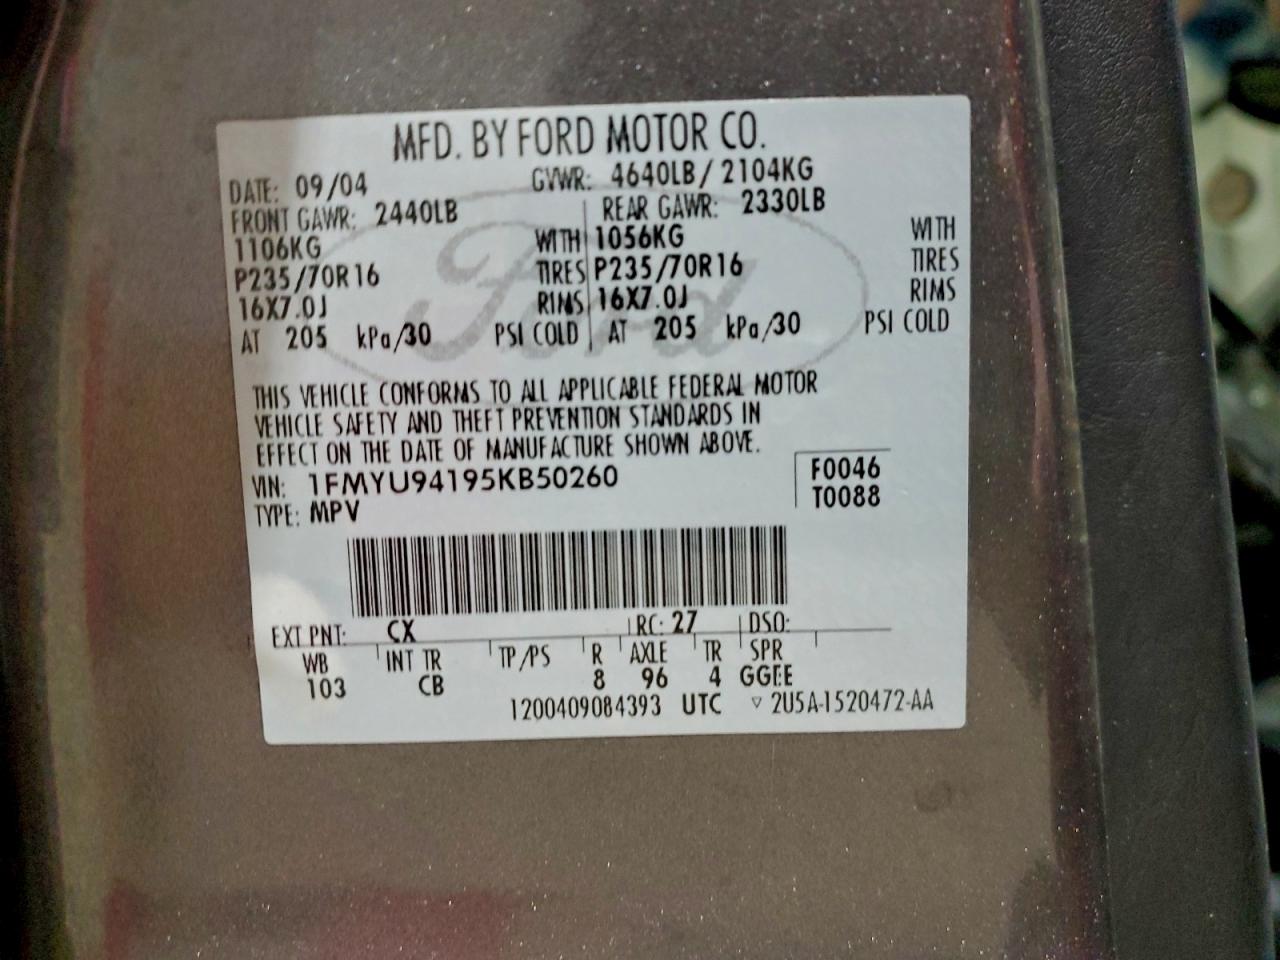 MFD. BY FORD MOTOR CO.
DATE: 09/04 GVWR: 4640LB/2104KG
FRONT GAWR: 2440LB REAR GAWR: 2330LB
1106KG WITH 1056KG WITH
P235/70R16 TIRES P235/70R16 TIRES
16X7.0J RIMS 16X7.0J RIMS
AT 205 kPa/30 PSI COLD AT 205 kPa/30 PSI COLD
Ford
THIS VEHICLE CONFORMS TO ALL APPLICABLE FEDERAL MOTOR
VEHICLE SAFETY AND THEFT PREVENTION STANDARDS IN
EFFECT ON THE DATE OF MANUFACTURE SHOWN ABOVE.
VIN: 1FMYU94195KB50260 F0046
TYPE: MPV T0088
EXT PNT: CX RC: 27 DSO:
WB INT TR TP/PS R AXLE TR SPR
103 CB 8 96 4 GGEE
1200409084393 UTC ▽ 2U5A-1520472-AA